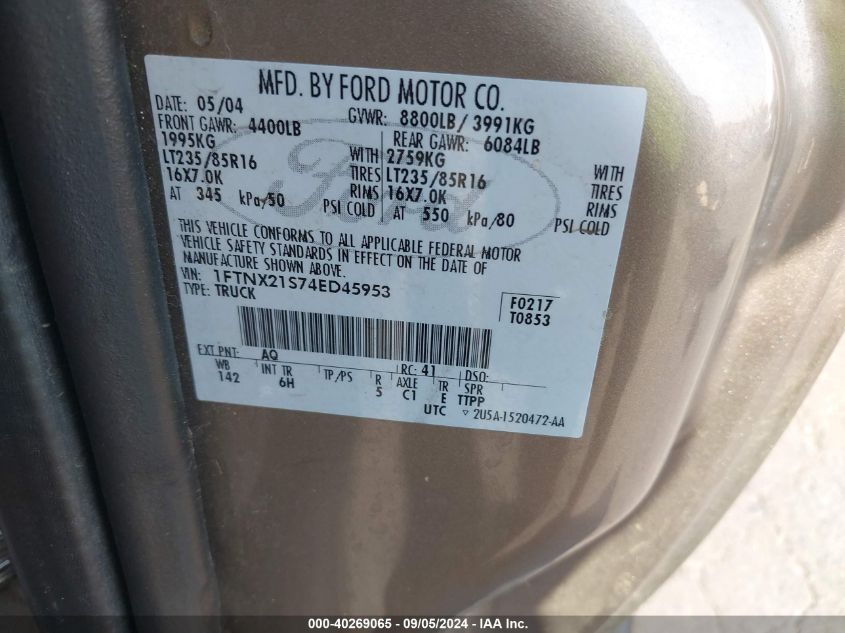 MFD. BY FORD MOTOR CO.
DATE: 05/04 GVWR: 8800LB/ 3991KG
FRONT GAWR: 4400LB REAR GAWR: 6084LB
1995KG WITH 2759KG WITH
LT235/85R16 TIRES LT235/85R16 TIRES
16X7.0K RIMS 16X7.0K RIMS
AT 345 kPa/50 PSI COLD AT 550 kPa/80 PSI COLD
THIS VEHICLE CONFORMS TO ALL APPLICABLE FEDERAL MOTOR
VEHICLE SAFETY STANDARDS IN EFFECT ON THE DATE OF
MANUFACTURE SHOWN ABOVE.
VIN: 1FTNX21S74ED45953
TYPE: TRUCK
F0217
T0853
EXT PNT: AQ RC: 41 DSO:
WB INT TR TP/PS R AXLE TR SPR
142 6H 5 C1 E TTPP
UTC ▽ 2U5A-1520472-AA
Ford
000-40269065 - 09/05/2024 - IAAI.com